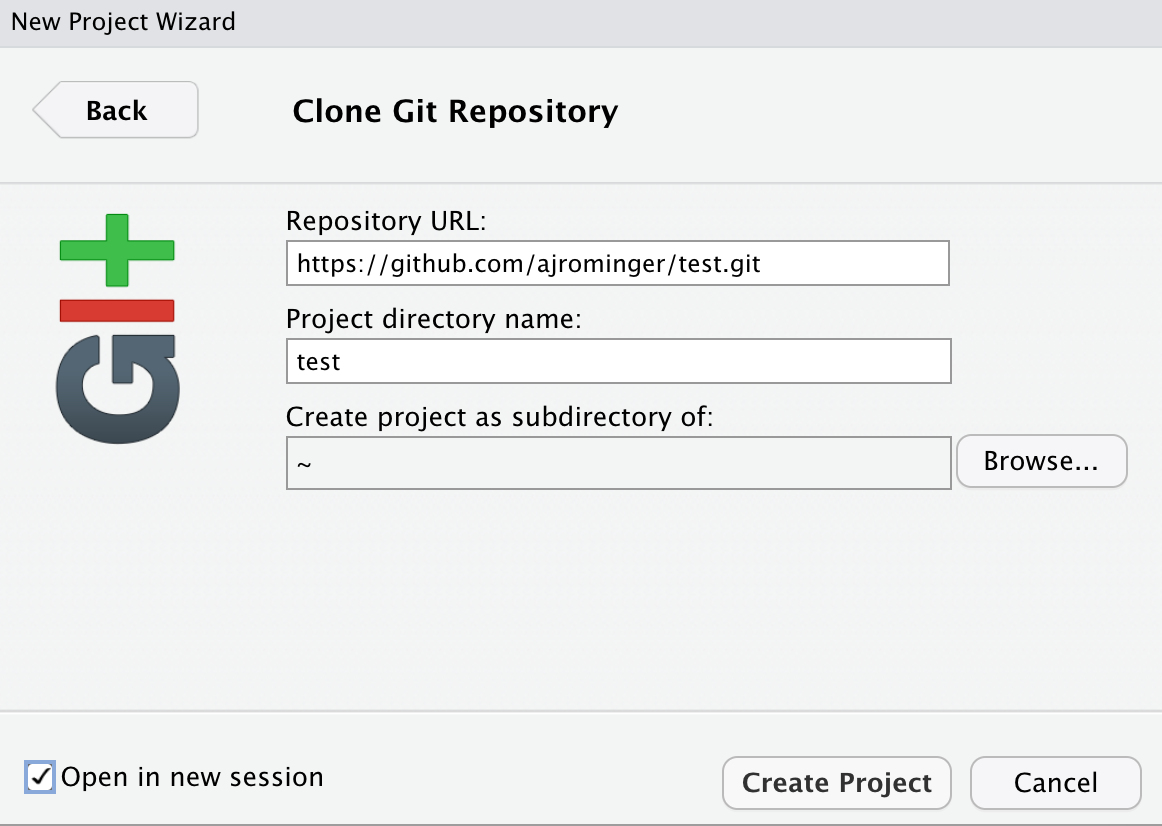 New Project Wizard
Back
Clone Git Repository
GIt
Repository URL:
https://github.com/ajrominger/test.git
Project directory name:
test
Create project as subdirectory of:
~
Browse...
Open in new session
Create Project
Cancel